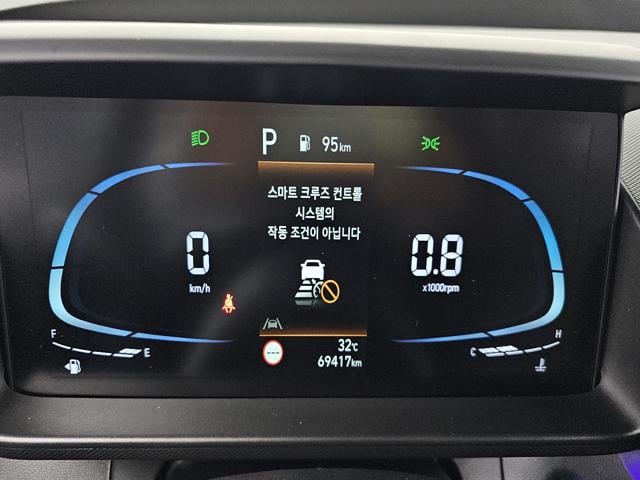 P 95km
스마트 크루즈 컨트롤
시스템의
작동 조건이 아닙니다
0
km/h
0.8
x1000rpm
F E
C H
---
32℃
69417km